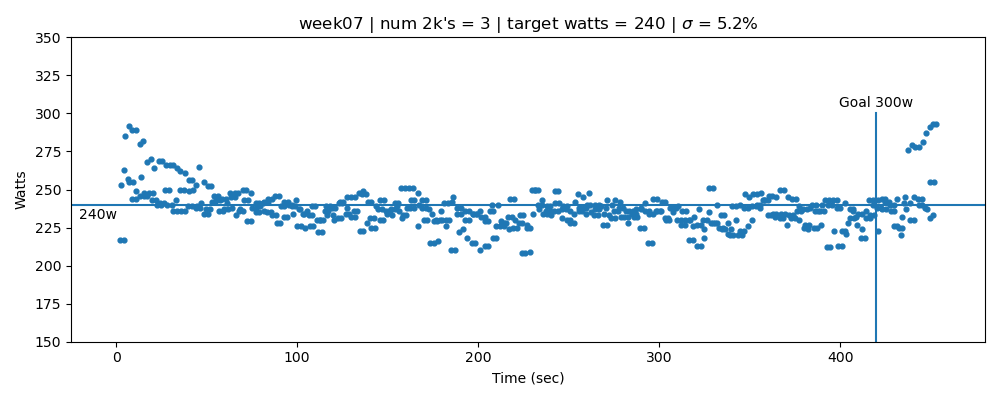 week07 | num 2k's = 3 | target watts = 240 | σ = 5.2%
350
325
300
275
250
225
200
175
150
Watts
Goal 300w
240w
0
100
200
300
400
Time (sec)